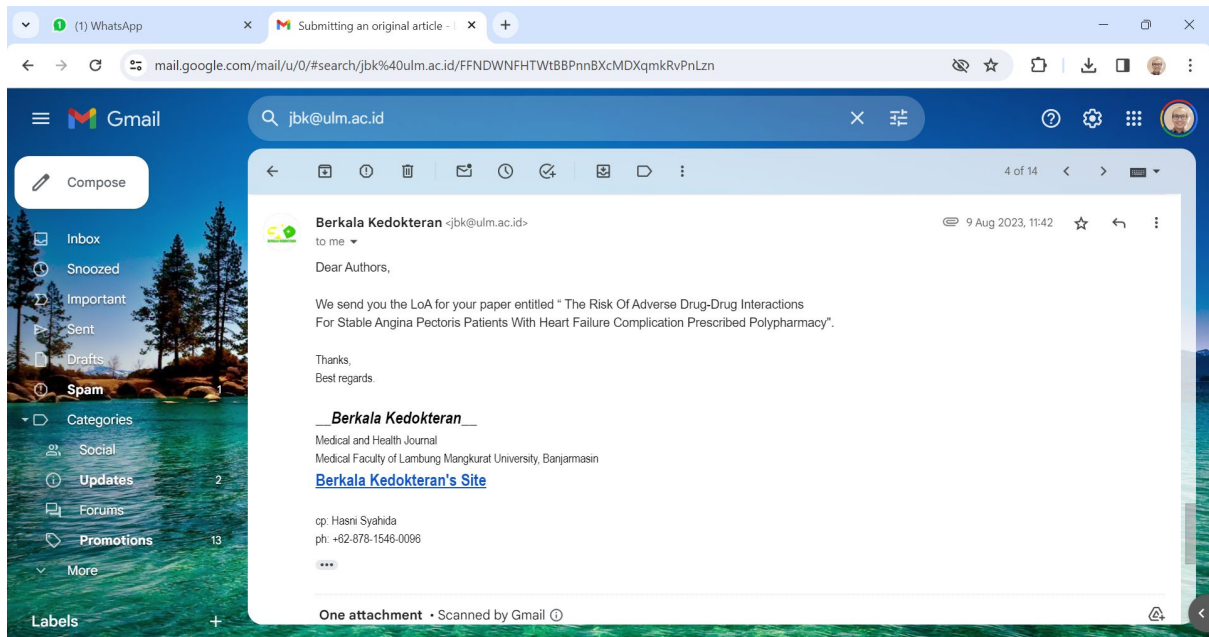 (1) WhatsApp
Submitting an original article -
mail.google.com/mail/u/0/#search/jbk%40ulm.ac.id/FFNDWNFHTWtBBPnnBXcMDXqmkRvPnLzn
Gmail
jbk@ulm.ac.id
Compose
4 of 14
Inbox
Snoozed
Important
Sent
Drafts
Spam 1
Categories
Social
Updates 2
Forums
Promotions 13
More
Labels +
Berkala Kedokteran <jbk@ulm.ac.id>
9 Aug 2023, 11:42
to me
Dear Authors,
We send you the LoA for your paper entitled “ The Risk Of Adverse Drug-Drug Interactions
For Stable Angina Pectoris Patients With Heart Failure Complication Prescribed Polypharmacy".
Thanks,
Best regards.
__Berkala Kedokteran__
Medical and Health Journal
Medical Faculty of Lambung Mangkurat University, Banjarmasin
Berkala Kedokteran's Site
cp: Hasni Syahida
ph: +62-878-1546-0096
One attachment • Scanned by Gmail